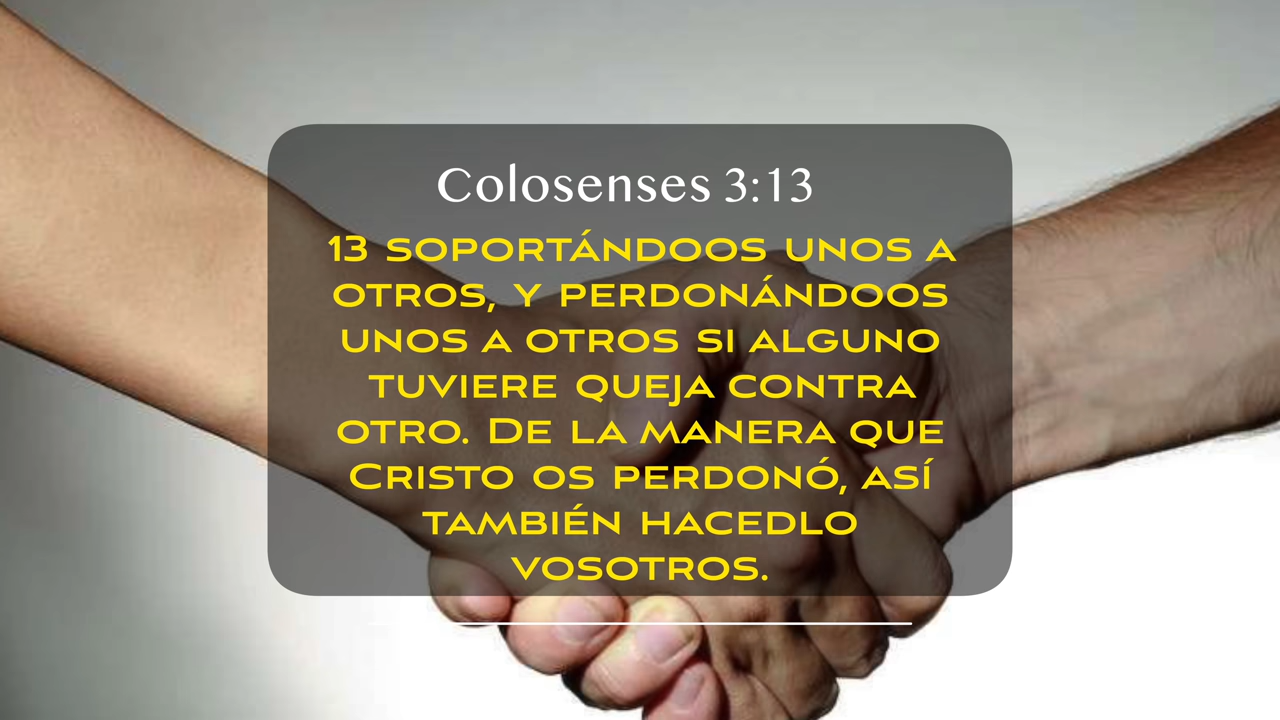 Colosenses 3:13
13 soportándoos unos a
otros, y perdonándoos
unos a otros si alguno
tuviere queja contra
otro. De la manera que
Cristo os perdonó, así
también hacedlo
vosotros.